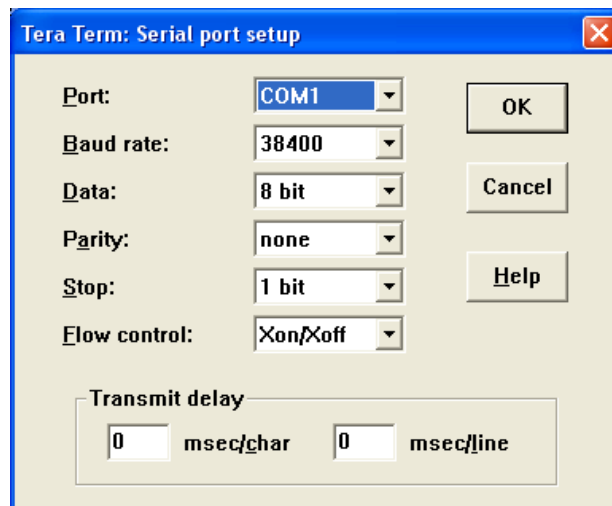 Tera Term: Serial port setup
Port: COM1
OK
Baud rate: 38400
Data: 8 bit
Cancel
Parity: none
Stop: 1 bit
Help
Flow control: Xon/Xoff
Transmit delay
0 msec/char 0 msec/line